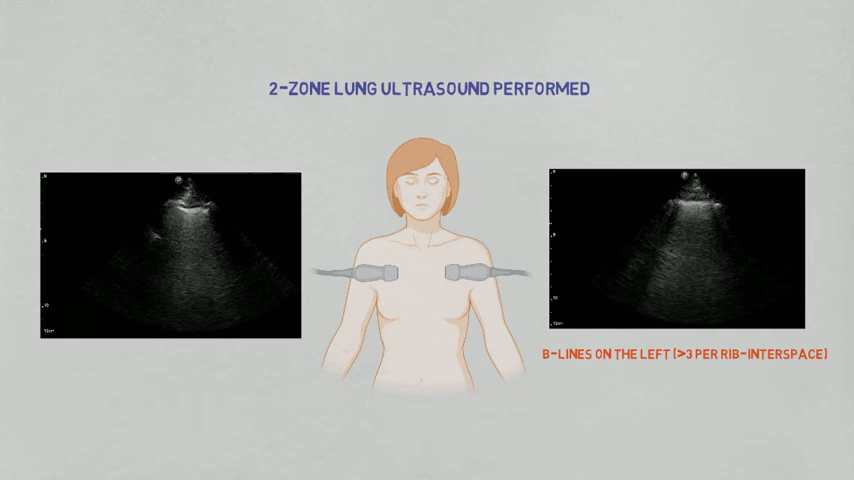 2-ZONE LUNG ULTRASOUND PERFORMED
B-LINES ON THE LEFT (>3 PER RIB-INTERSPACE)